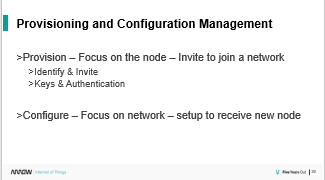 Provisioning and Configuration Management
>Provision – Focus on the node – Invite to join a network
>Identify & Invite
>Keys & Authentication
>Configure – Focus on network – setup to receive new node
ARROW Internet of Things
Five Years Out